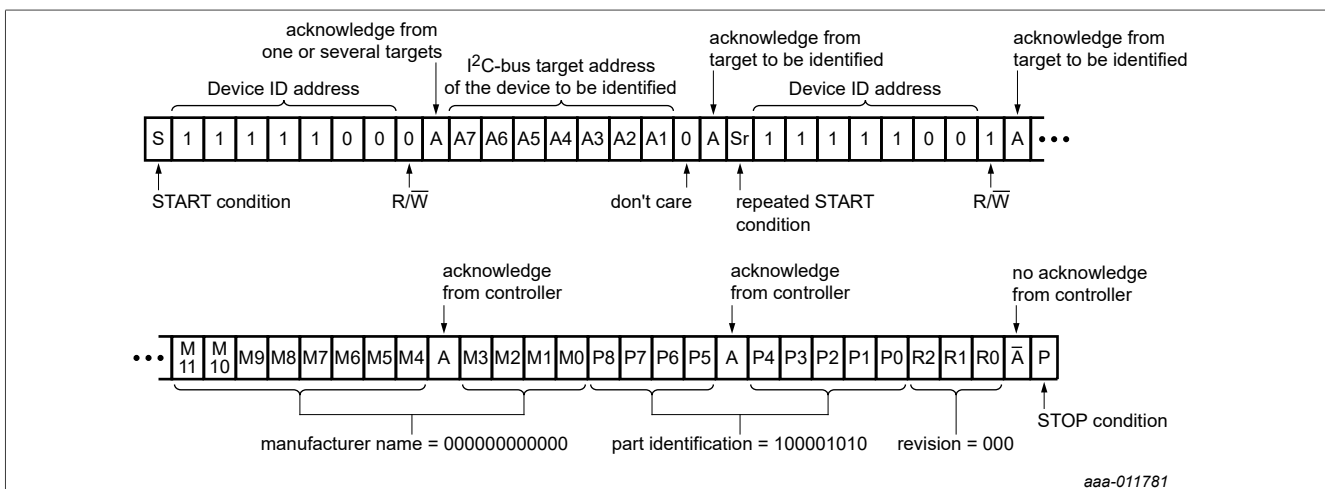 acknowledge from
one or several targets
I2C-bus target address
of the device to be identified
acknowledge from
target to be identified
acknowledge from
target to be identified
Device ID address
Device ID address
S 1 1 1 1 1 0 0 0 A A7 A6 A5 A4 A3 A2 A1 0 A Sr 1 1 1 1 1 0 0 1 A •••
START condition
R/W̅
don't care
repeated START
condition
R/W̅
acknowledge
from controller
acknowledge
from controller
no acknowledge
from controller
••• M11 M10 M9 M8 M7 M6 M5 M4 A M3 M2 M1 M0 P8 P7 P6 P5 A P4 P3 P2 P1 P0 R2 R1 R0 A̅ P
STOP condition
manufacturer name = 000000000000
part identification = 100001010
revision = 000
aaa-011781